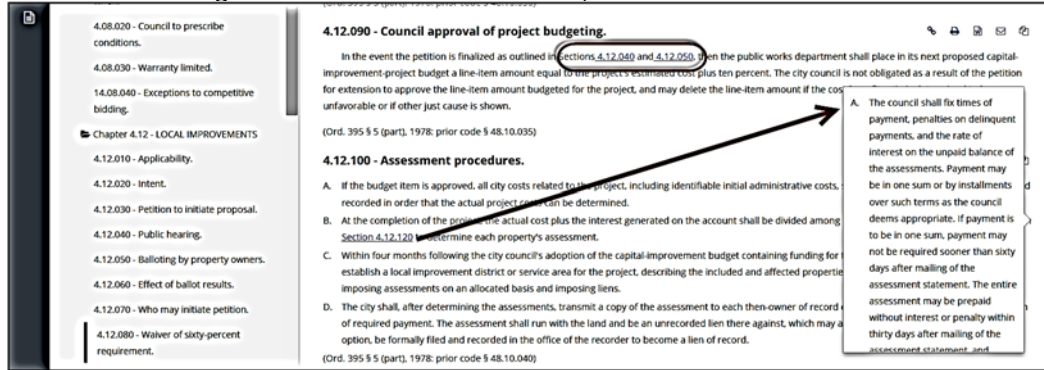 4.08.020 - Council to prescribe
conditions.
4.08.030 - Warranty limited.
14.08.040 - Exceptions to competitive
bidding.
Chapter 4.12 - LOCAL IMPROVEMENTS
4.12.010 - Applicability.
4.12.020 - Intent.
4.12.030 - Petition to initiate proposal.
4.12.040 - Public hearing.
4.12.050 - Balloting by property owners.
4.12.060 - Effect of ballot results.
4.12.070 - Who may initiate petition.
4.12.080 - Waiver of sixty-percent
requirement.
4.12.090 - Council approval of project budgeting.
In the event the petition is finalized as outlined in Sections 4.12.040 and 4.12.050, then the public works department shall place in its next proposed capital-
improvement-project budget a line-item amount equal to the project's estimated cost plus ten percent. The city council is not obligated as a result of the petition
for extension to approve the line-item amount budgeted for the project, and may delete the line-item amount if the
unfavorable or if other just cause is shown.
(Ord. 395 § 5 (part), 1978: prior code § 48.10.035)
4.12.100 - Assessment procedures.
A. If the budget item is approved, all city costs related to the project, including identifiable initial administrative costs,
recorded in order that the actual project costs can be determined.
B. At the completion of the project the actual cost plus the interest generated on the account shall be divided among
Section 4.12.120 to determine each property's assessment.
C. Within four months following the city council's adoption of the capital-improvement budget containing funding for
establish a local improvement district or service area for the project, describing the included and affected
imposing assessments on an allocated basis and imposing liens.
D. The city shall, after determining the assessments, transmit a copy of the assessment to each then-owner of record
of required payment. The assessment shall run with the land and be an unrecorded lien there against, which may a
option, be formally filed and recorded in the office of the recorder to become a lien of record.
(Ord. 395 § 5 (part), 1978: prior code § 48.10.040)
A. The council shall fix times of
payment, penalties on delinquent
payments, and the rate of
interest on the unpaid balance of
the assessments. Payment may
be in one sum or by installments
over such terms as the council
deems appropriate. If payment is
to be in one sum, payment may
not be required sooner than sixty
days after mailing of the
assessment statement. The entire
assessment may be prepaid
without interest or penalty within
thirty days after mailing of the
assessment statement, and